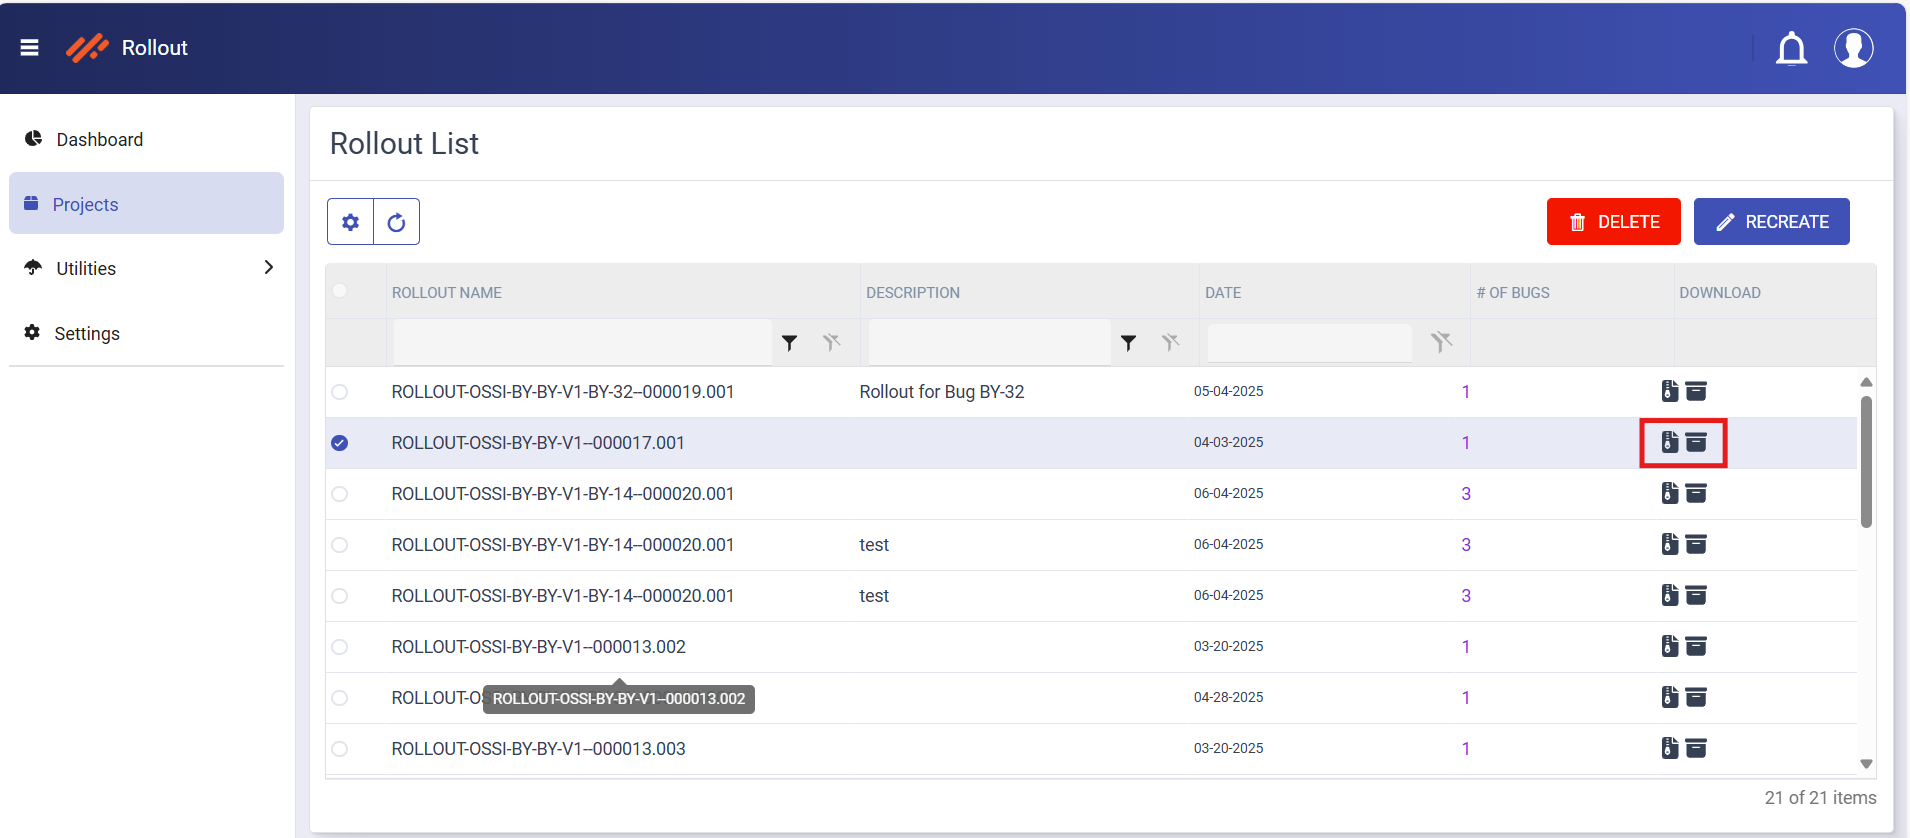 Rollout
Dashboard
Projects
Utilities
Settings
Rollout List
DELETE
RECREATE
ROLLOUT NAME DESCRIPTION DATE # OF BUGS DOWNLOAD
ROLLOUT-OSSI-BY-BY-V1-BY-32--000019.001 Rollout for Bug BY-32 05-04-2025 1
ROLLOUT-OSSI-BY-BY-V1--000017.001 04-03-2025 1
ROLLOUT-OSSI-BY-BY-V1-BY-14--000020.001 06-04-2025 3
ROLLOUT-OSSI-BY-BY-V1-BY-14--000020.001 test 06-04-2025 3
ROLLOUT-OSSI-BY-BY-V1-BY-14--000020.001 test 06-04-2025 3
ROLLOUT-OSSI-BY-BY-V1--000013.002 03-20-2025 1
ROLLOUT-OSSI-BY-BY-V1--000013.002
04-28-2025 1
ROLLOUT-OSSI-BY-BY-V1--000013.003 03-20-2025 1
21 of 21 items